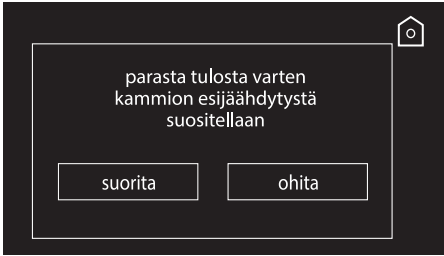 parasta tulosta varten
kammion esijäähdytystä
suositellaan
suorita
ohita